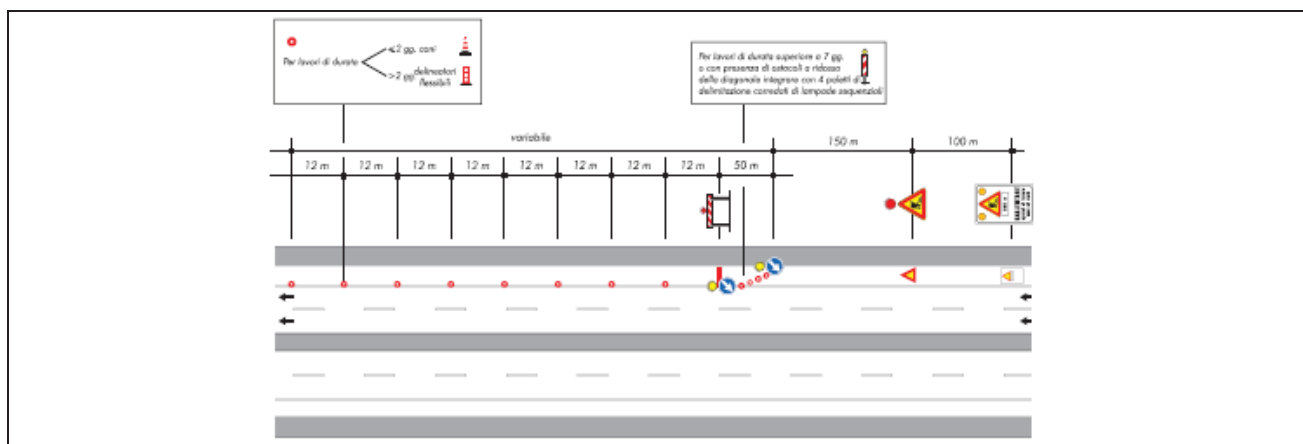 Per lavori di durata
⩽2 gg. coni
>2 gg. delineatori
flessibili
Per lavori di durata superiore a 7 gg.
o con presenza di ostacoli a ridosso
della diagonale integrare con 4 paletti di
delimitazione corredati di lampade sequenziali
variabile
150 m
100 m
12 m
12 m
12 m
12 m
12 m
12 m
12 m
12 m
50 m